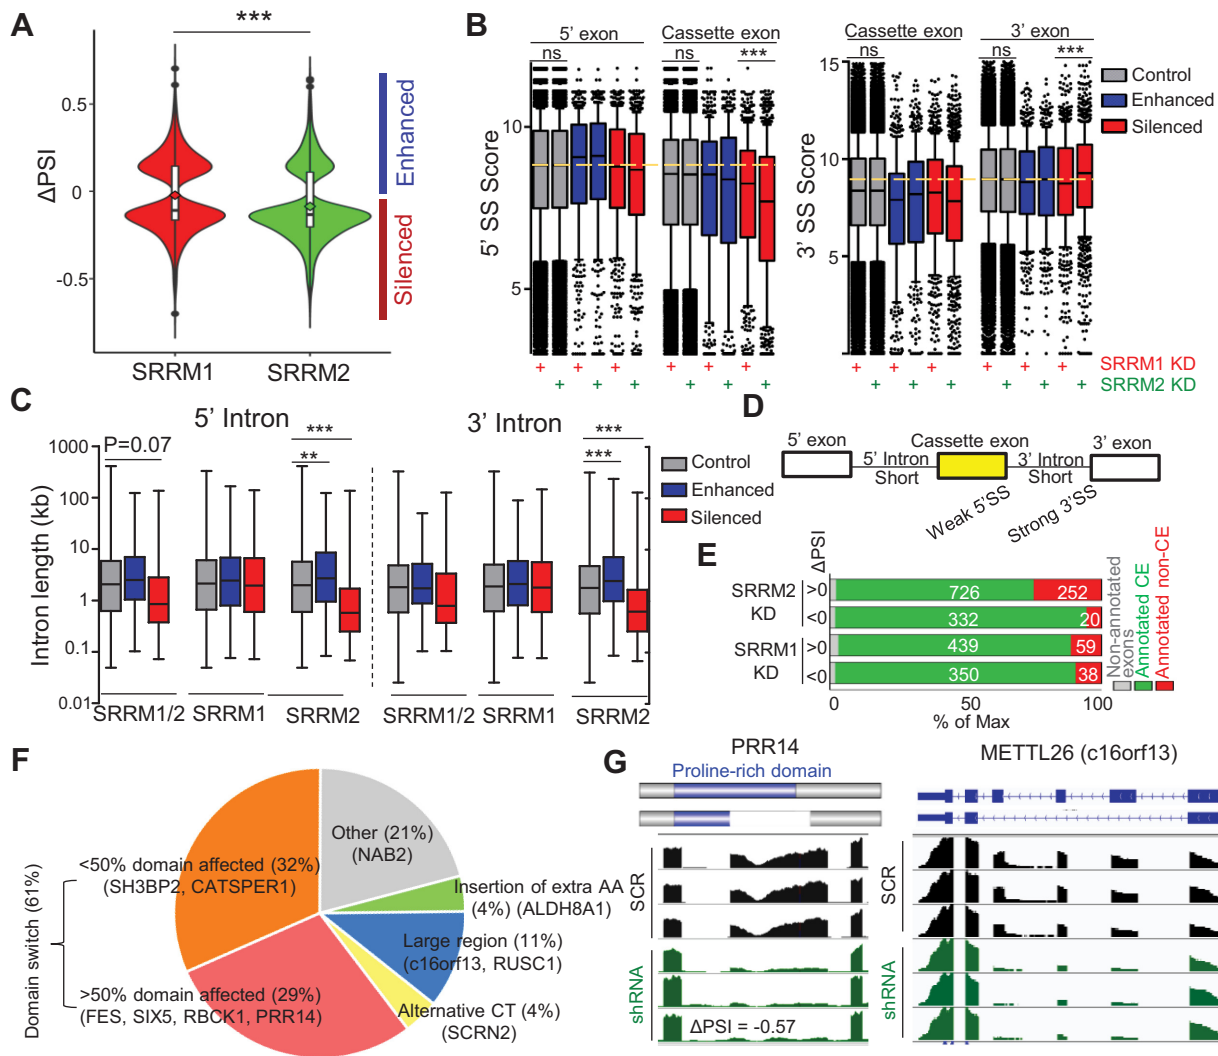 A
***
ΔPSI
0.5
0
-0.5
Enhanced
Silenced
SRRM1
SRRM2
B
5' exon
Cassette exon
ns
ns
***
5' SS Score
10
5
Cassette exon
3' exon
ns
ns
***
3' SS Score
15
10
5
Control
Enhanced
Silenced
+ + + + + +
SRRM1 KD
+ + + + + +
SRRM2 KD
C
5' Intron
3' Intron
P=0.07
***
**
***
***
Intron length (kb)
1000
100
10
1
0.1
0.01
SRRM1/2
SRRM1
SRRM2
SRRM1/2
SRRM1
SRRM2
Control
Enhanced
Silenced
D
5' exon
Cassette exon
3' exon
5' Intron
Short
3' Intron
Short
Weak 5'SS
Strong 3'SS
E
ΔPSI
SRRM2
KD
>0
726
252
<0
332
20
SRRM1
KD
>0
439
59
<0
350
38
0
50
100
% of Max
Non-annotated
exons
Annotated CE
Annotated non-CE
F
Domain switch (61%)
<50% domain affected (32%)
(SH3BP2, CATSPER1)
>50% domain affected (29%)
(FES, SIX5, RBCK1, PRR14)
Other (21%)
(NAB2)
Insertion of extra AA
(4%) (ALDH8A1)
Large region (11%)
(c16orf13, RUSC1)
Alternative CT (4%)
(SCRN2)
G
PRR14
Proline-rich domain
SCR
shRNA
ΔPSI = -0.57
METTL26 (c16orf13)
SCR
shRNA